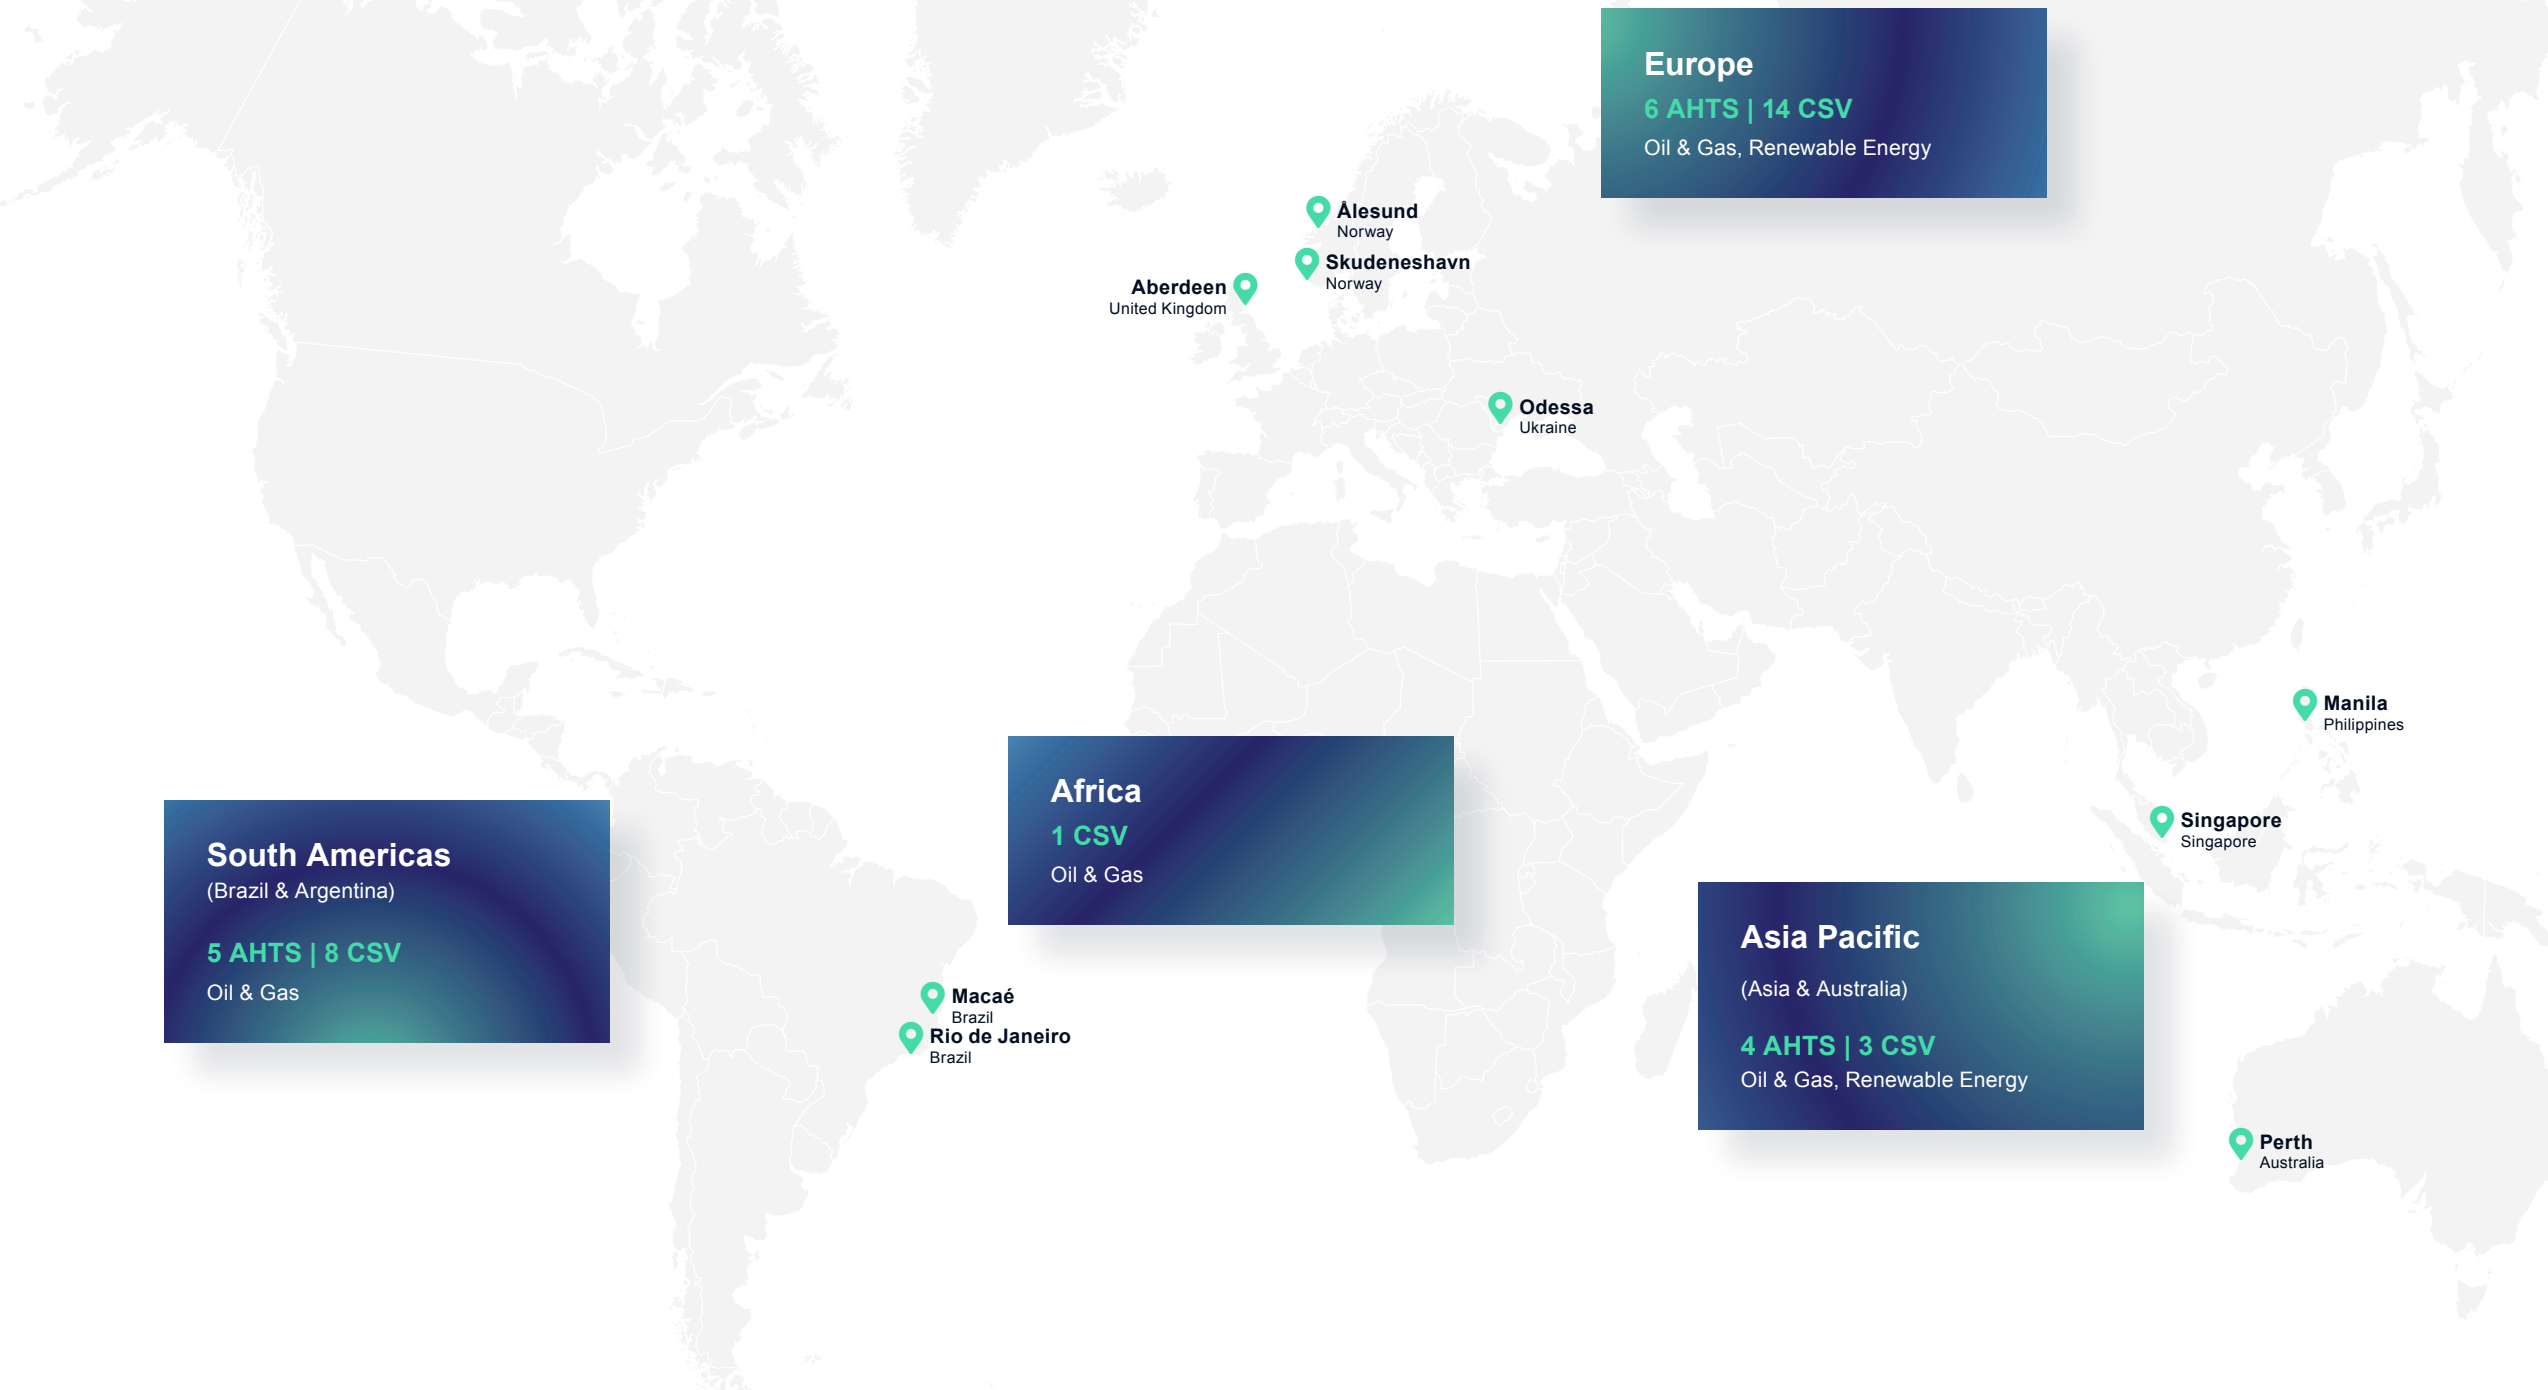 Europe
6 AHTS | 14 CSV
Oil & Gas, Renewable Energy
Ålesund
Norway
Skudeneshavn
Norway
Aberdeen
United Kingdom
Odessa
Ukraine
Manila
Philippines
Africa
1 CSV
Oil & Gas
Singapore
Singapore
South Americas
(Brazil & Argentina)
5 AHTS | 8 CSV
Oil & Gas
Asia Pacific
(Asia & Australia)
4 AHTS | 3 CSV
Oil & Gas, Renewable Energy
Macaé
Brazil
Rio de Janeiro
Brazil
Perth
Australia